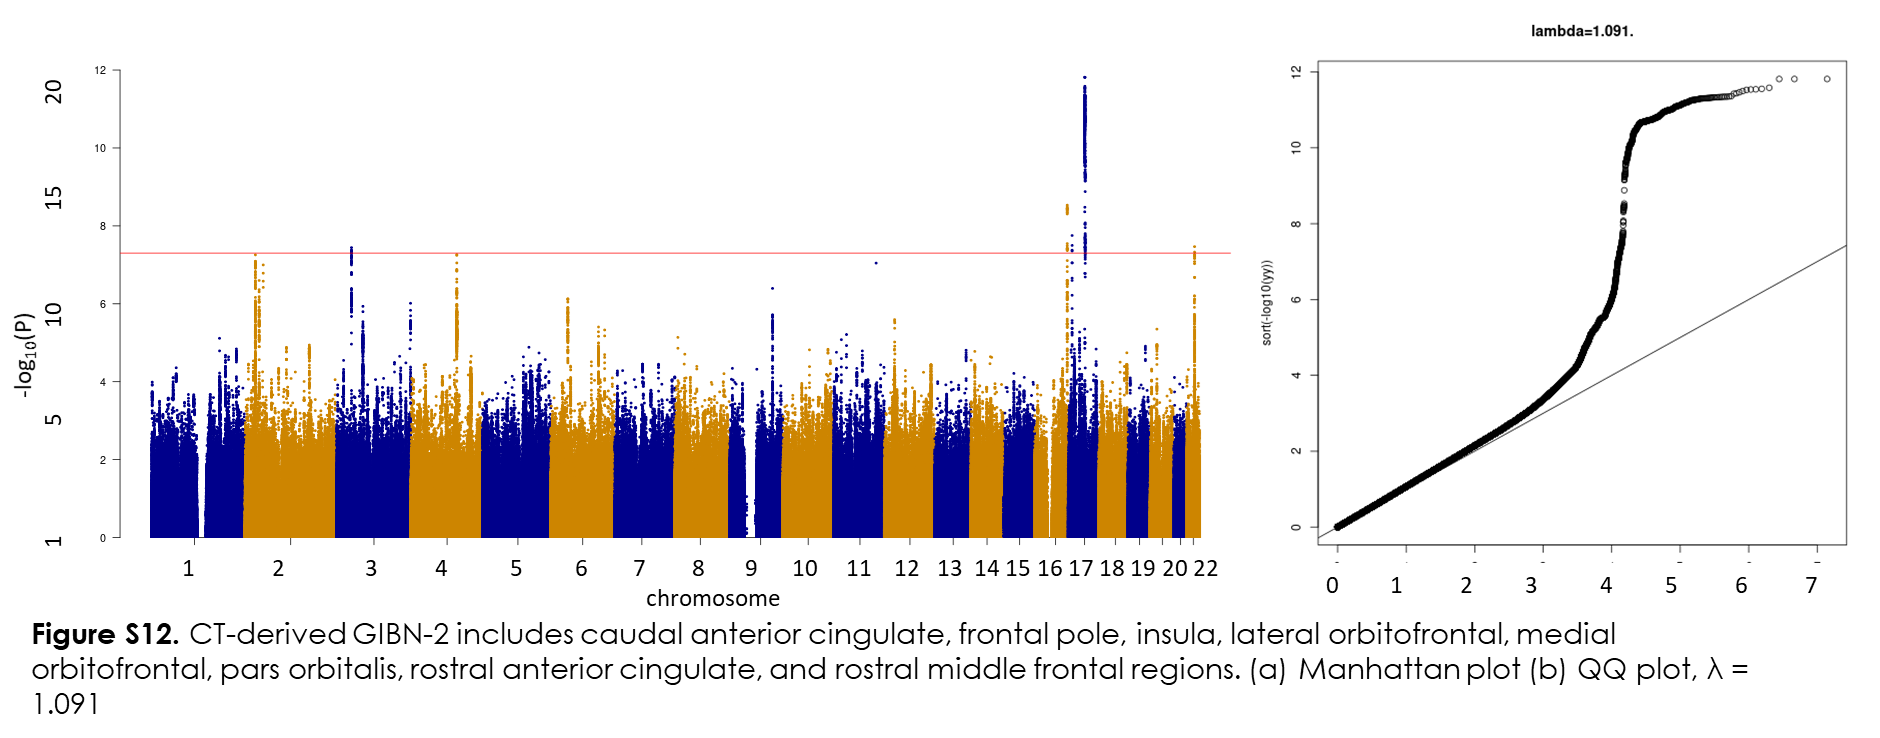 lambda=1.091.
12
10
8
6
4
2
0
20
15
10
5
1
-log10(P)
1 2 3 4 5 6 7 8 9 10 11 12 13 14 15 16 17 18 19 20 22
chromosome
12
10
8
6
4
2
0
sort(-log10(yy))
0 1 2 3 4 5 6 7
Figure S12. CT-derived GIBN-2 includes caudal anterior cingulate, frontal pole, insula, lateral orbitofrontal, medial
orbitofrontal, pars orbitalis, rostral anterior cingulate, and rostral middle frontal regions. (a) Manhattan plot (b) QQ plot, λ =
1.091